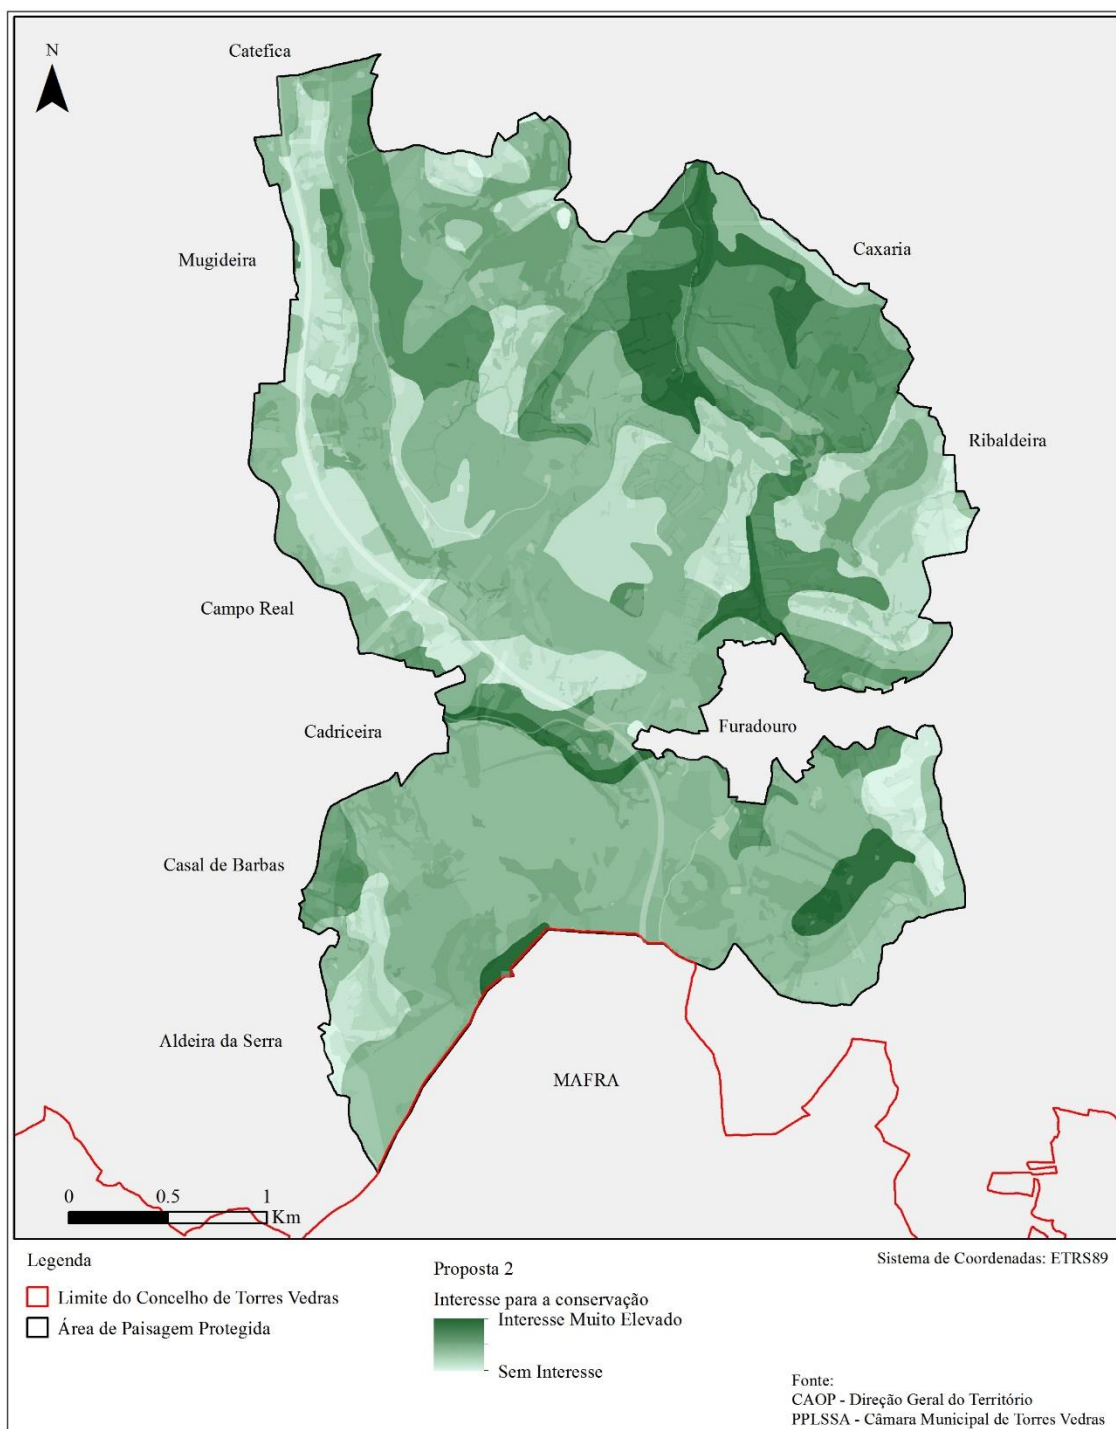 Catefica
N
Mugideira
Caxaria
Ribaldeira
Campo Real
Cadriceira
Furadouro
Casal de Barbas
Aldeira da Serra
MAFRA
0 0.5 1
Km
Legenda
Limite do Concelho de Torres Vedras
Área de Paisagem Protegida
Proposta 2
Interesse para a conservação
Interesse Muito Elevado
Sem Interesse
Sistema de Coordenadas: ETRS89
Fonte:
CAOP - Direção Geral do Território
PPLSSA - Câmara Municipal de Torres Vedras